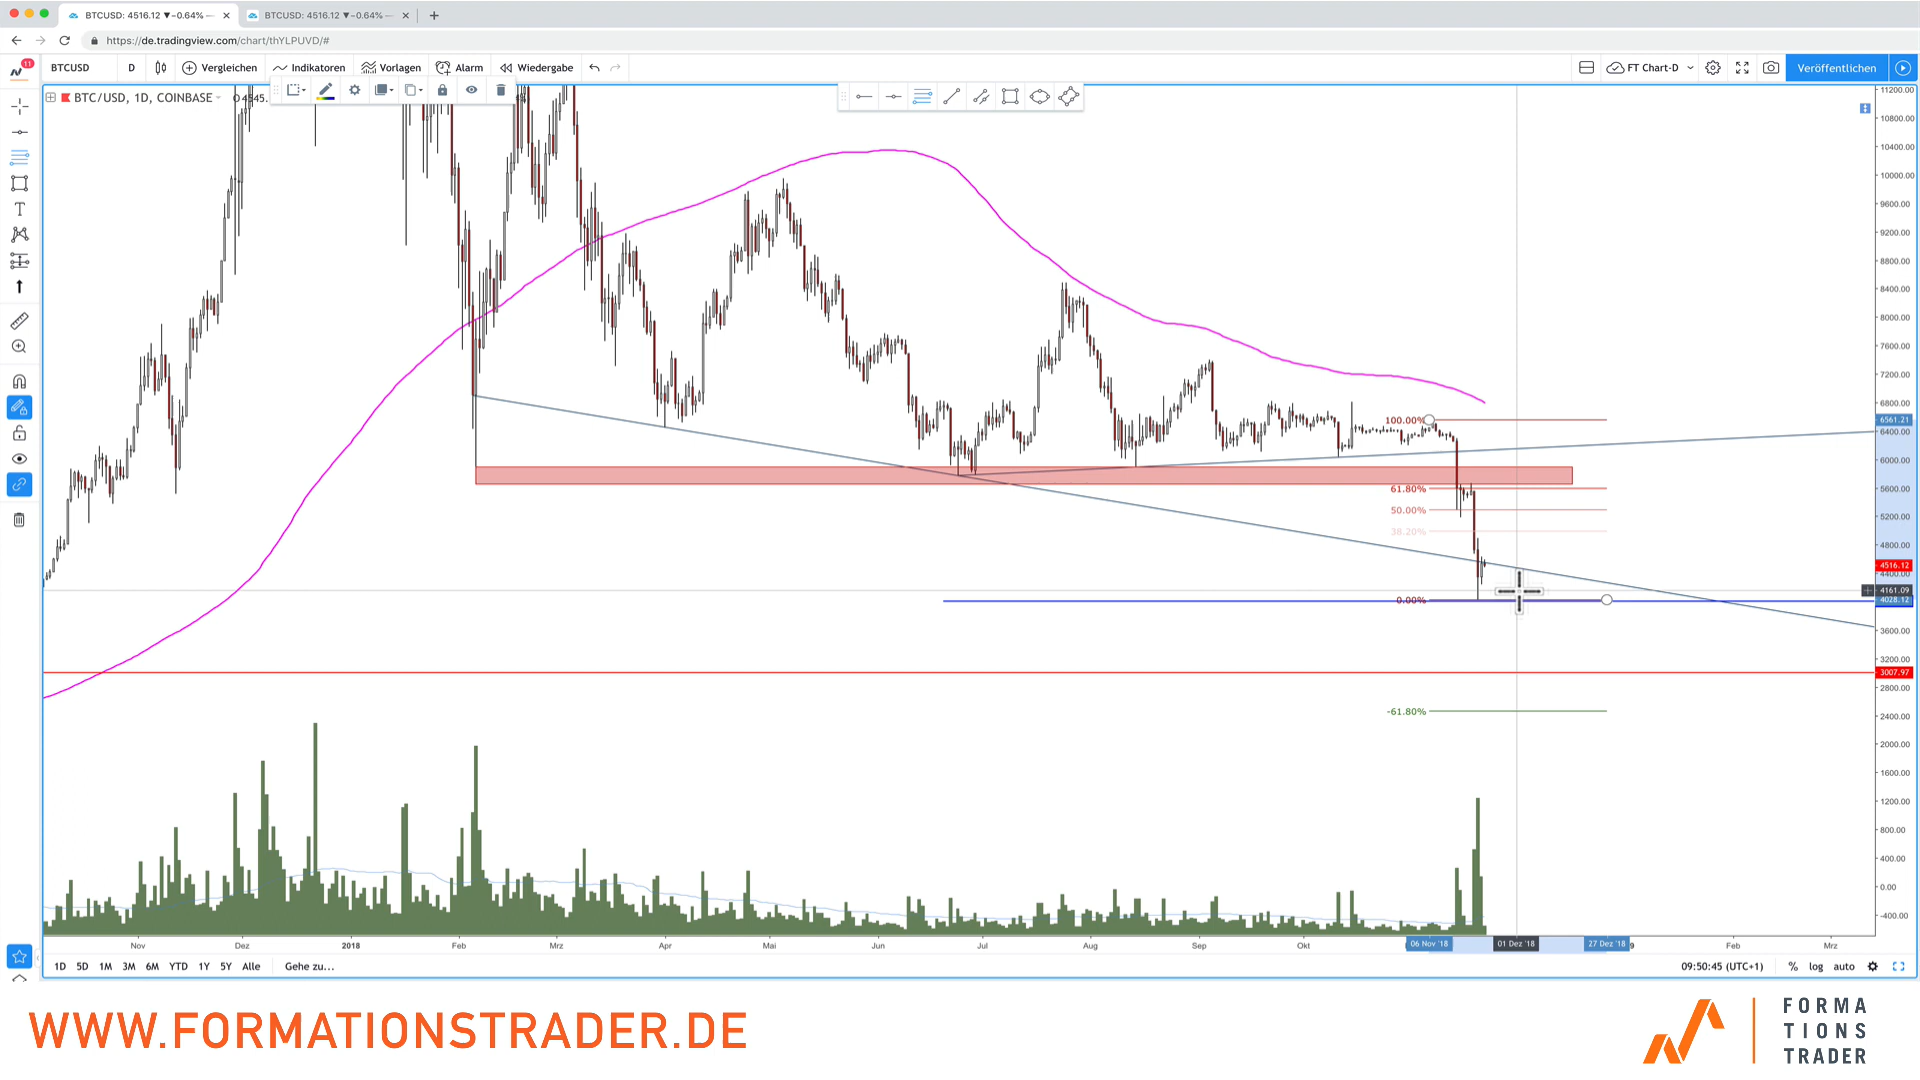 BTCUSD: 4516.12 ▼−0.64% —
BTCUSD: 4516.12 ▼−0.64% —
https://de.tradingview.com/chart/thYLPUVD/#
11
BTCUSD
D
Vergleichen
Indikatoren
Vorlagen
Alarm
Wiedergabe
FT Chart-D
Veröffentlichen
BTC/USD, 1D, COINBASE
11200.00
10800.00
10400.00
10000.00
9600.00
9200.00
8800.00
8400.00
8000.00
7600.00
7200.00
6800.00
6561.21
6400.00
6000.00
5600.00
5200.00
4800.00
4516.12
4400.00
4161.09
4028.12
3600.00
3200.00
3007.97
2800.00
2400.00
2000.00
1600.00
1200.00
800.00
400.00
0.00
-400.00
100.00%
61.80%
50.00%
38.20%
0.00%
-61.80%
Nov
Dez
2018
Feb
Mrz
Apr
Mai
Jun
Jul
Aug
Sep
Okt
06 Nov '18
01 Dez '18
27 Dez '18
Feb
Mrz
1D 5D 1M 3M 6M YTD 1Y 5Y Alle
Gehe zu...
09:50:45 (UTC+1)
% log auto
WWW.FORMATIONSTRADER.DE
FORMA
TIONS
TRADER